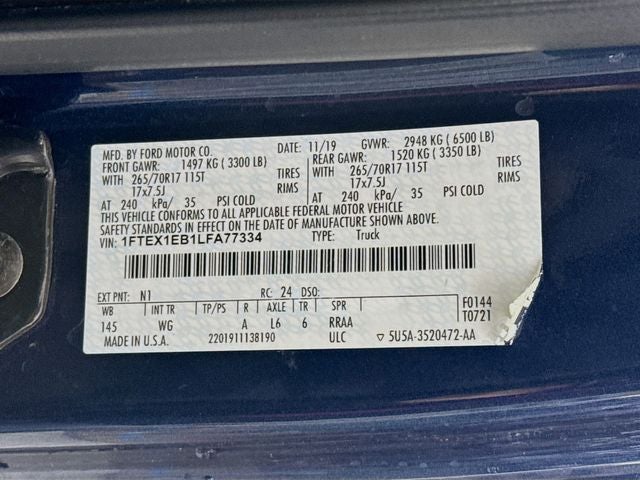 MFD. BY FORD MOTOR CO. DATE: 11/19 GVWR: 2948 KG ( 6500 LB)
FRONT GAWR: 1497 KG ( 3300 LB) REAR GAWR: 1520 KG ( 3350 LB)
WITH 265/70R17 115T TIRES WITH 265/70R17 115T TIRES
17x7.5J RIMS 17x7.5J RIMS
AT 240 kPa/ 35 PSI COLD AT 240 kPa/ 35 PSI COLD
THIS VEHICLE CONFORMS TO ALL APPLICABLE FEDERAL MOTOR VEHICLE
SAFETY STANDARDS IN EFFECT ON THE DATE OF MANUFACTURE SHOWN ABOVE.
VIN: 1FTEX1EB1LFA77334 TYPE: Truck
EXT PNT: N1 RC: 24 DSO: F0144
WB INT TR TP/PS R AXLE TR SPR T0721
145 WG A L6 6 RRAA
MADE IN U.S.A. 2201911138190 ULC ▽ 5USA-3520472-AA